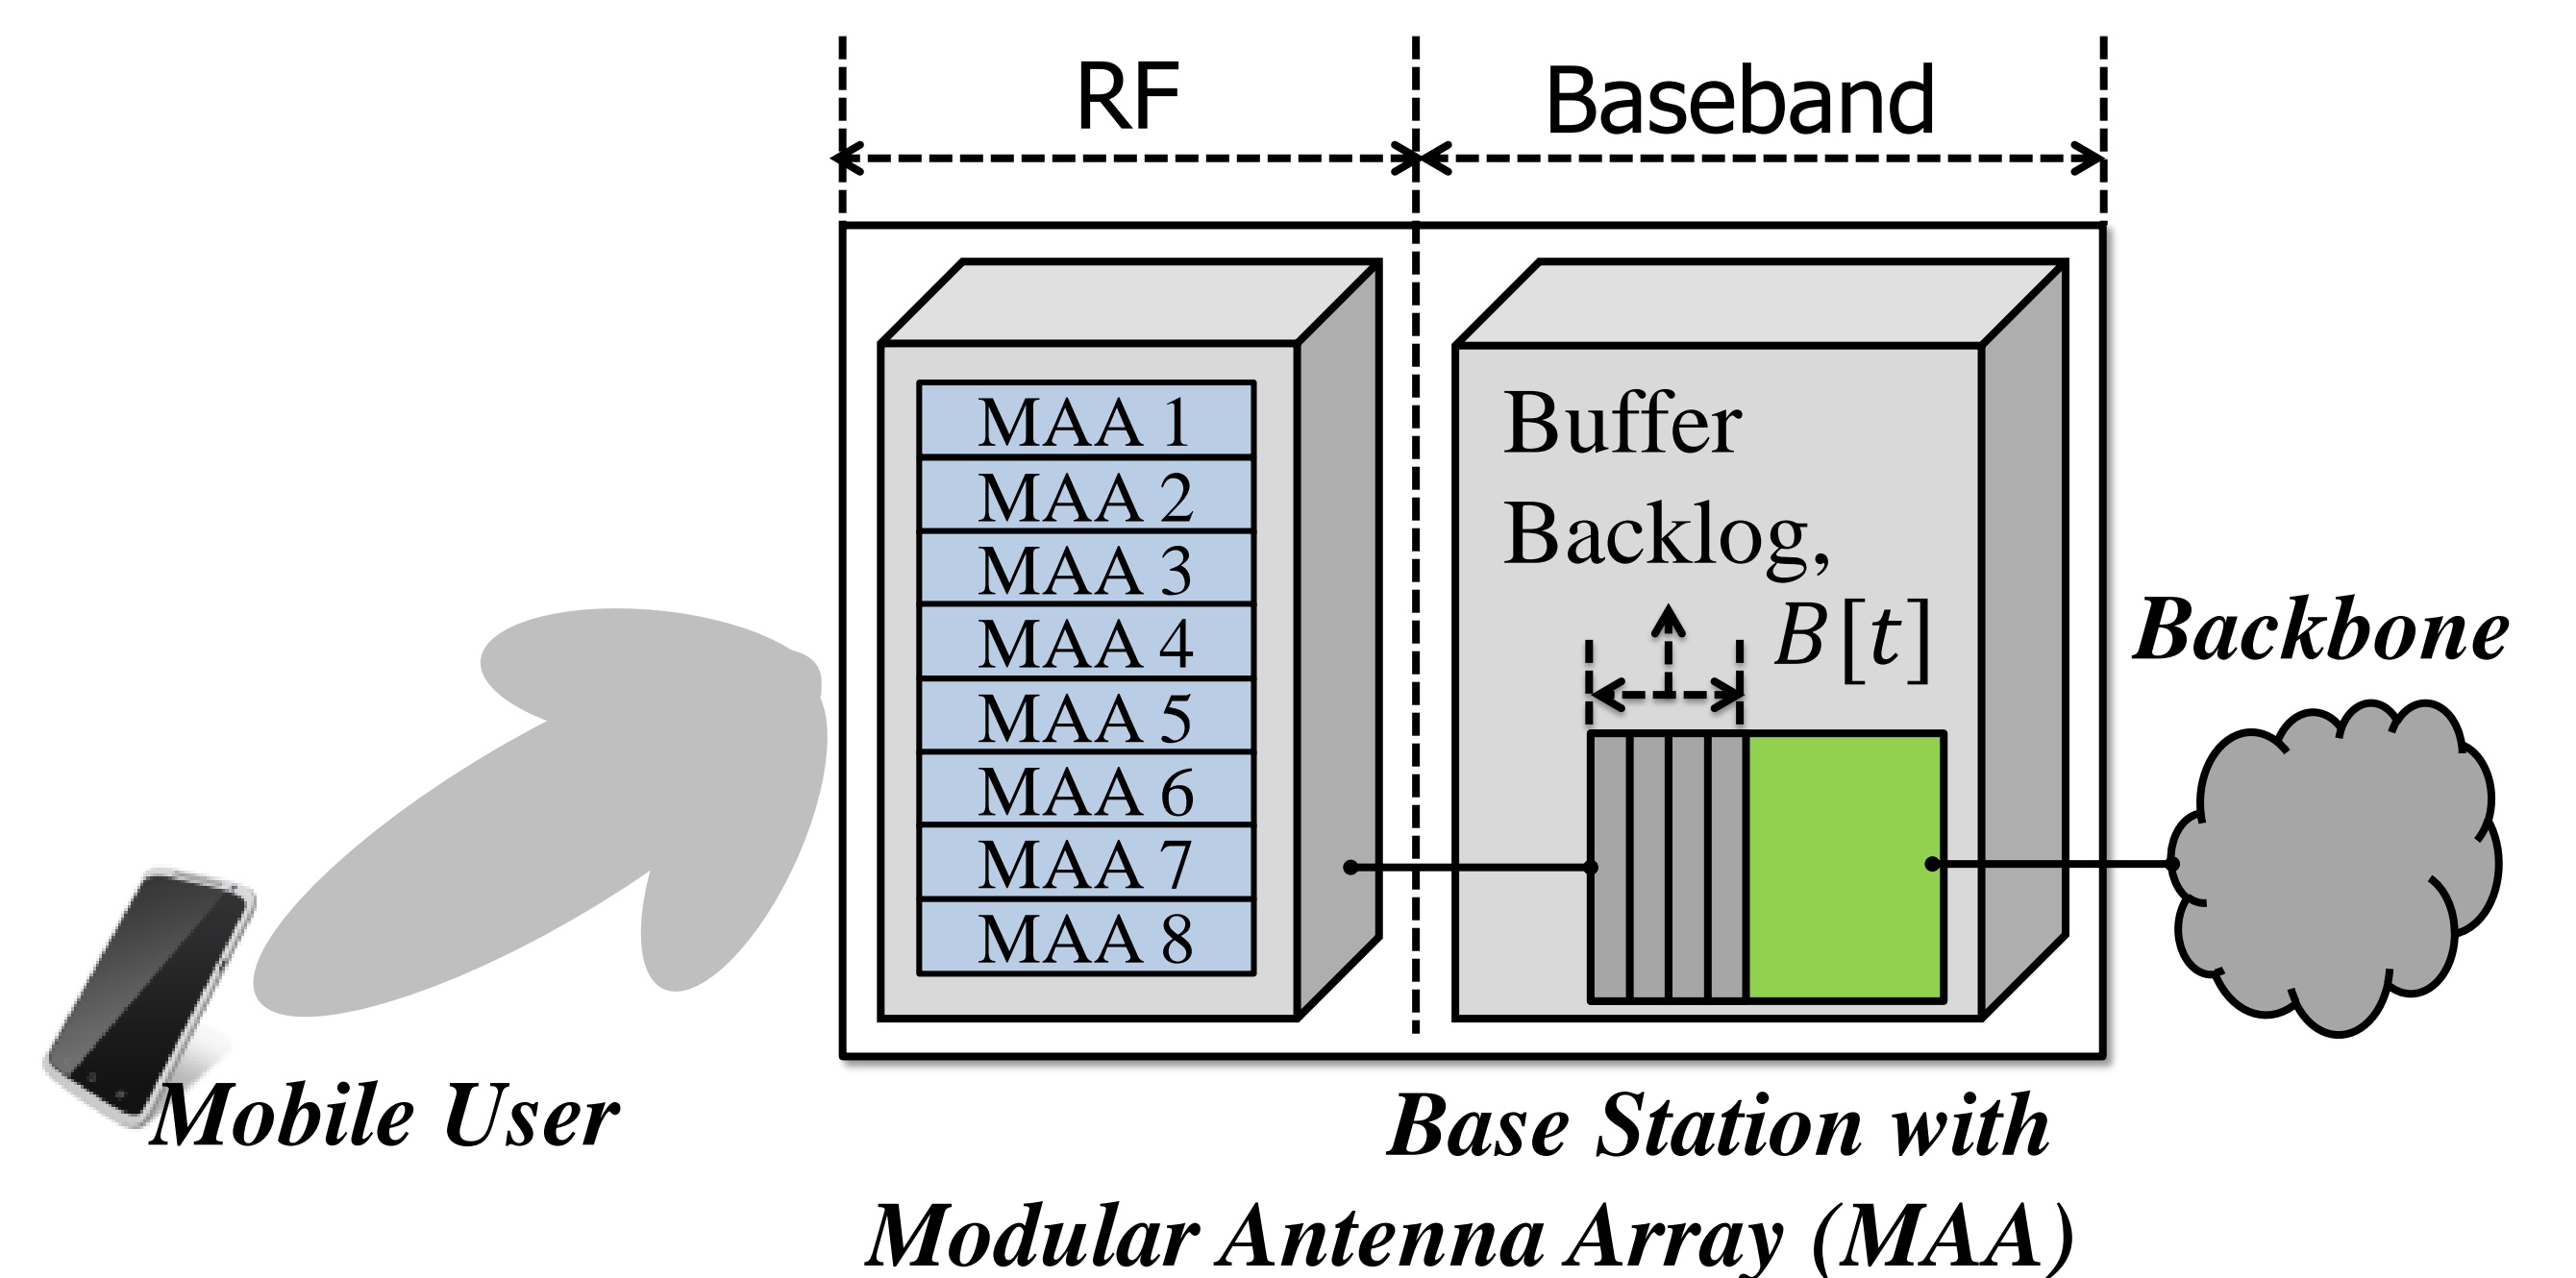 RF
Baseband
MAA 1
MAA 2
MAA 3
MAA 4
MAA 5
MAA 6
MAA 7
MAA 8
Buffer
Backlog,
B[t]
Backbone
Mobile User
Base Station with
Modular Antenna Array (MAA)